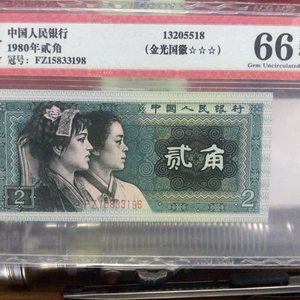 中国人民银行
1980年贰角
冠号：FZ15833198
13205518
(金光国徽☆☆☆)
66
Gem Uncirculated
中国人民银行
贰角
2
2
FZ15833198